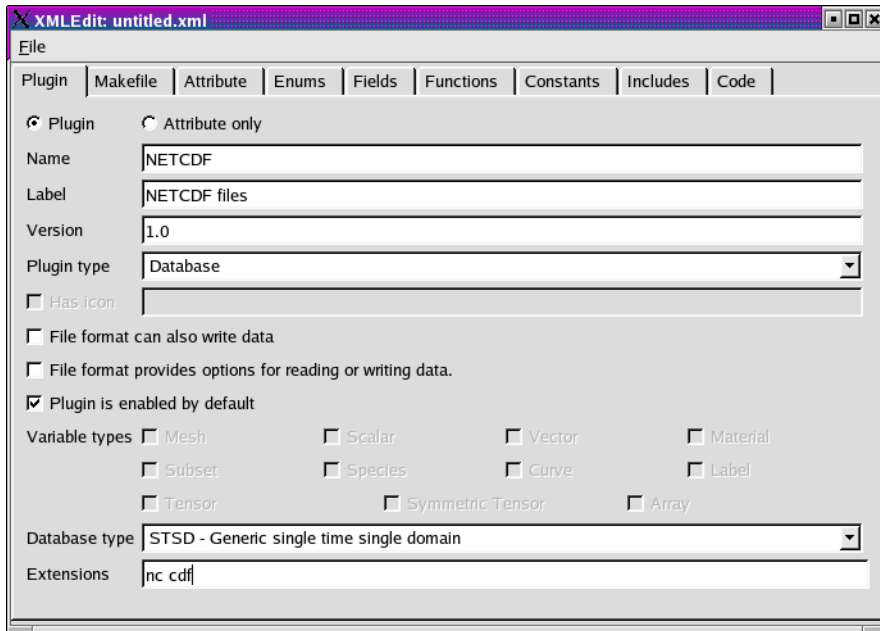 XMLEdit: untitled.xml
File
Plugin Makefile Attribute Enums Fields Functions Constants Includes Code
Plugin Attribute only
Name NETCDF
Label NETCDF files
Version 1.0
Plugin type Database
Has icon
File format can also write data
File format provides options for reading or writing data.
Plugin is enabled by default
Variable types Mesh Scalar Vector Material
Subset Species Curve Label
Tensor Symmetric Tensor Array
Database type STSD - Generic single time single domain
Extensions nc cdf